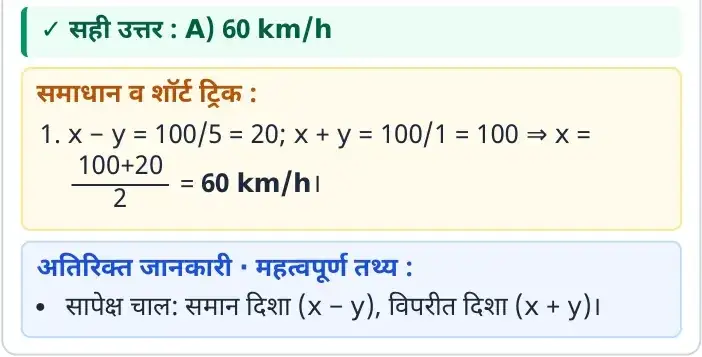 ✓ सही उत्तर : A) 60 km/h
समाधान व शॉर्ट ट्रिक :
1. x − y = 100/5 = 20; x + y = 100/1 = 100 ⇒ x =
100+20
2
= 60 km/h।
अतिरिक्त जानकारी · महत्वपूर्ण तथ्य :
• सापेक्ष चाल: समान दिशा (x − y), विपरीत दिशा (x + y)।